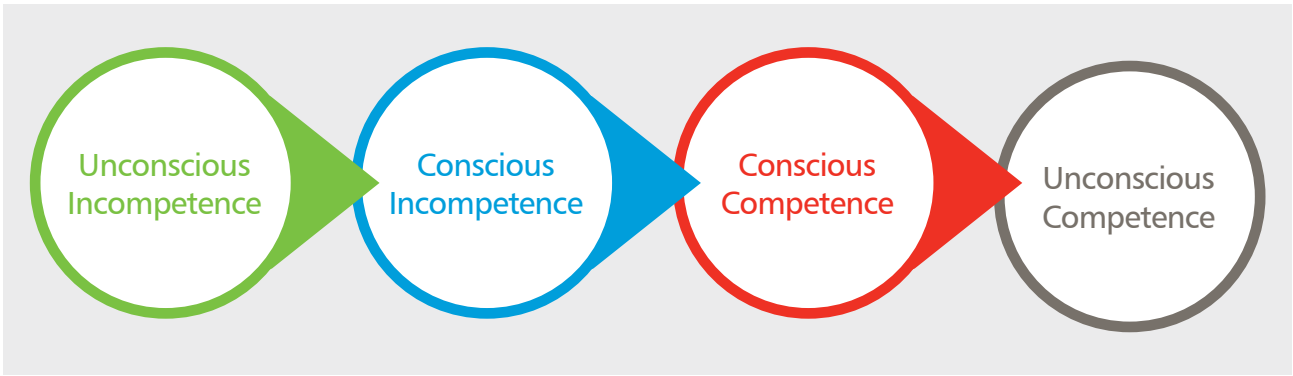 Unconscious
Incompetence
Conscious
Incompetence
Conscious
Competence
Unconscious
Competence